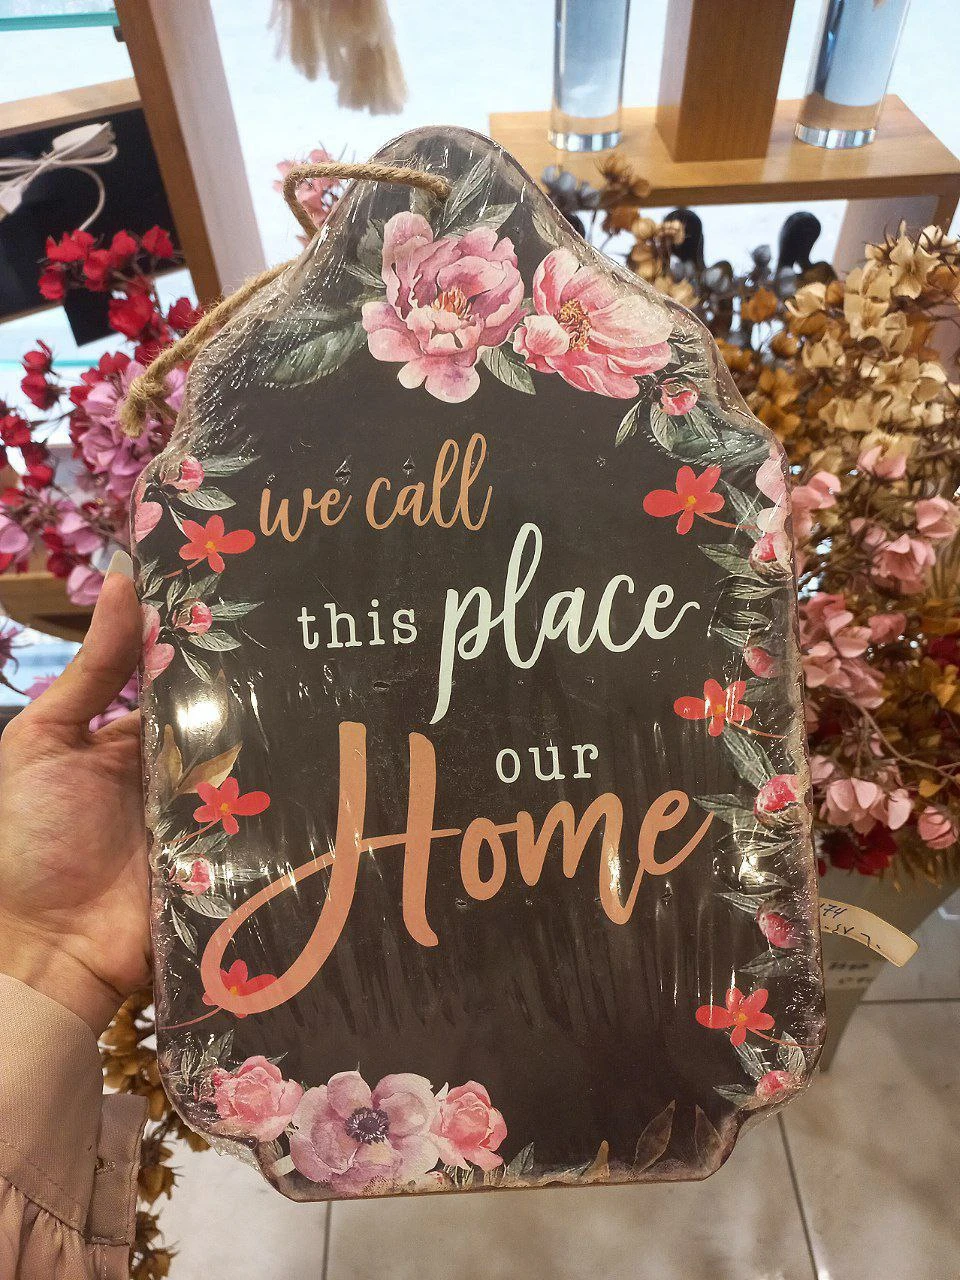 we call
this place
our
Home